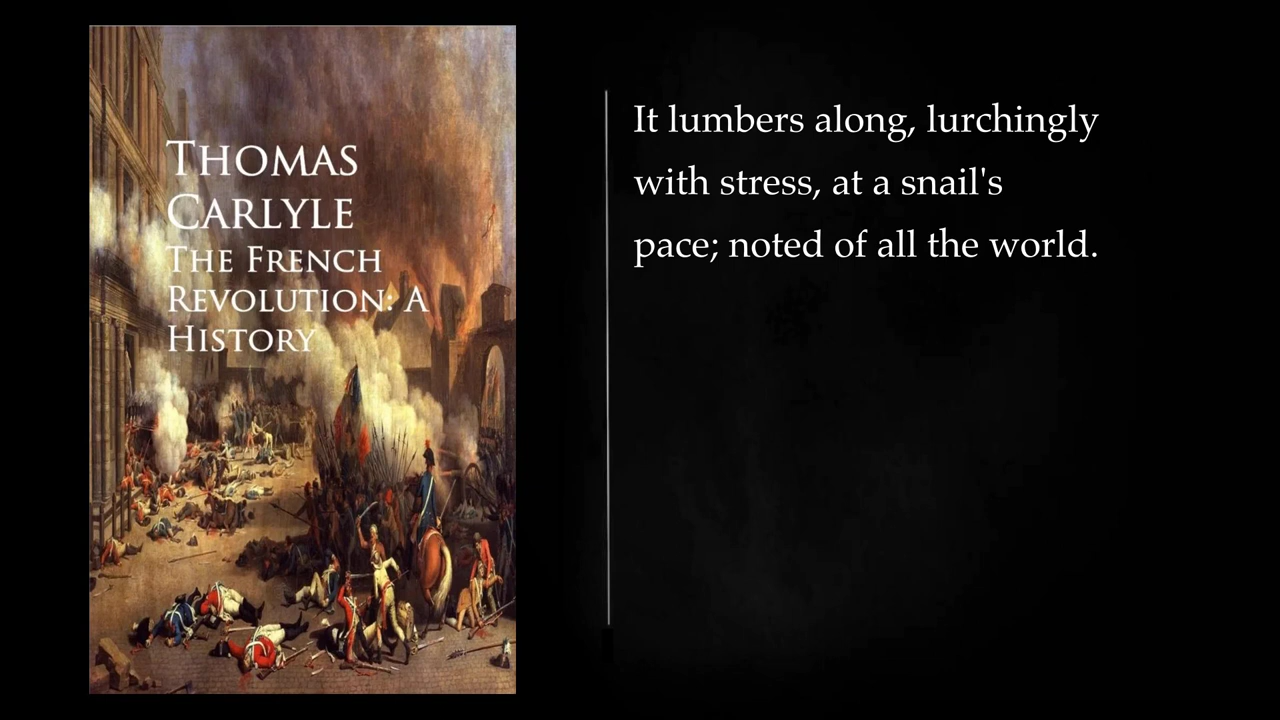 THOMAS
CARLYLE
THE FRENCH
REVOLUTION: A
HISTORY
It lumbers along, lurchingly
with stress, at a snail's
pace; noted of all the world.